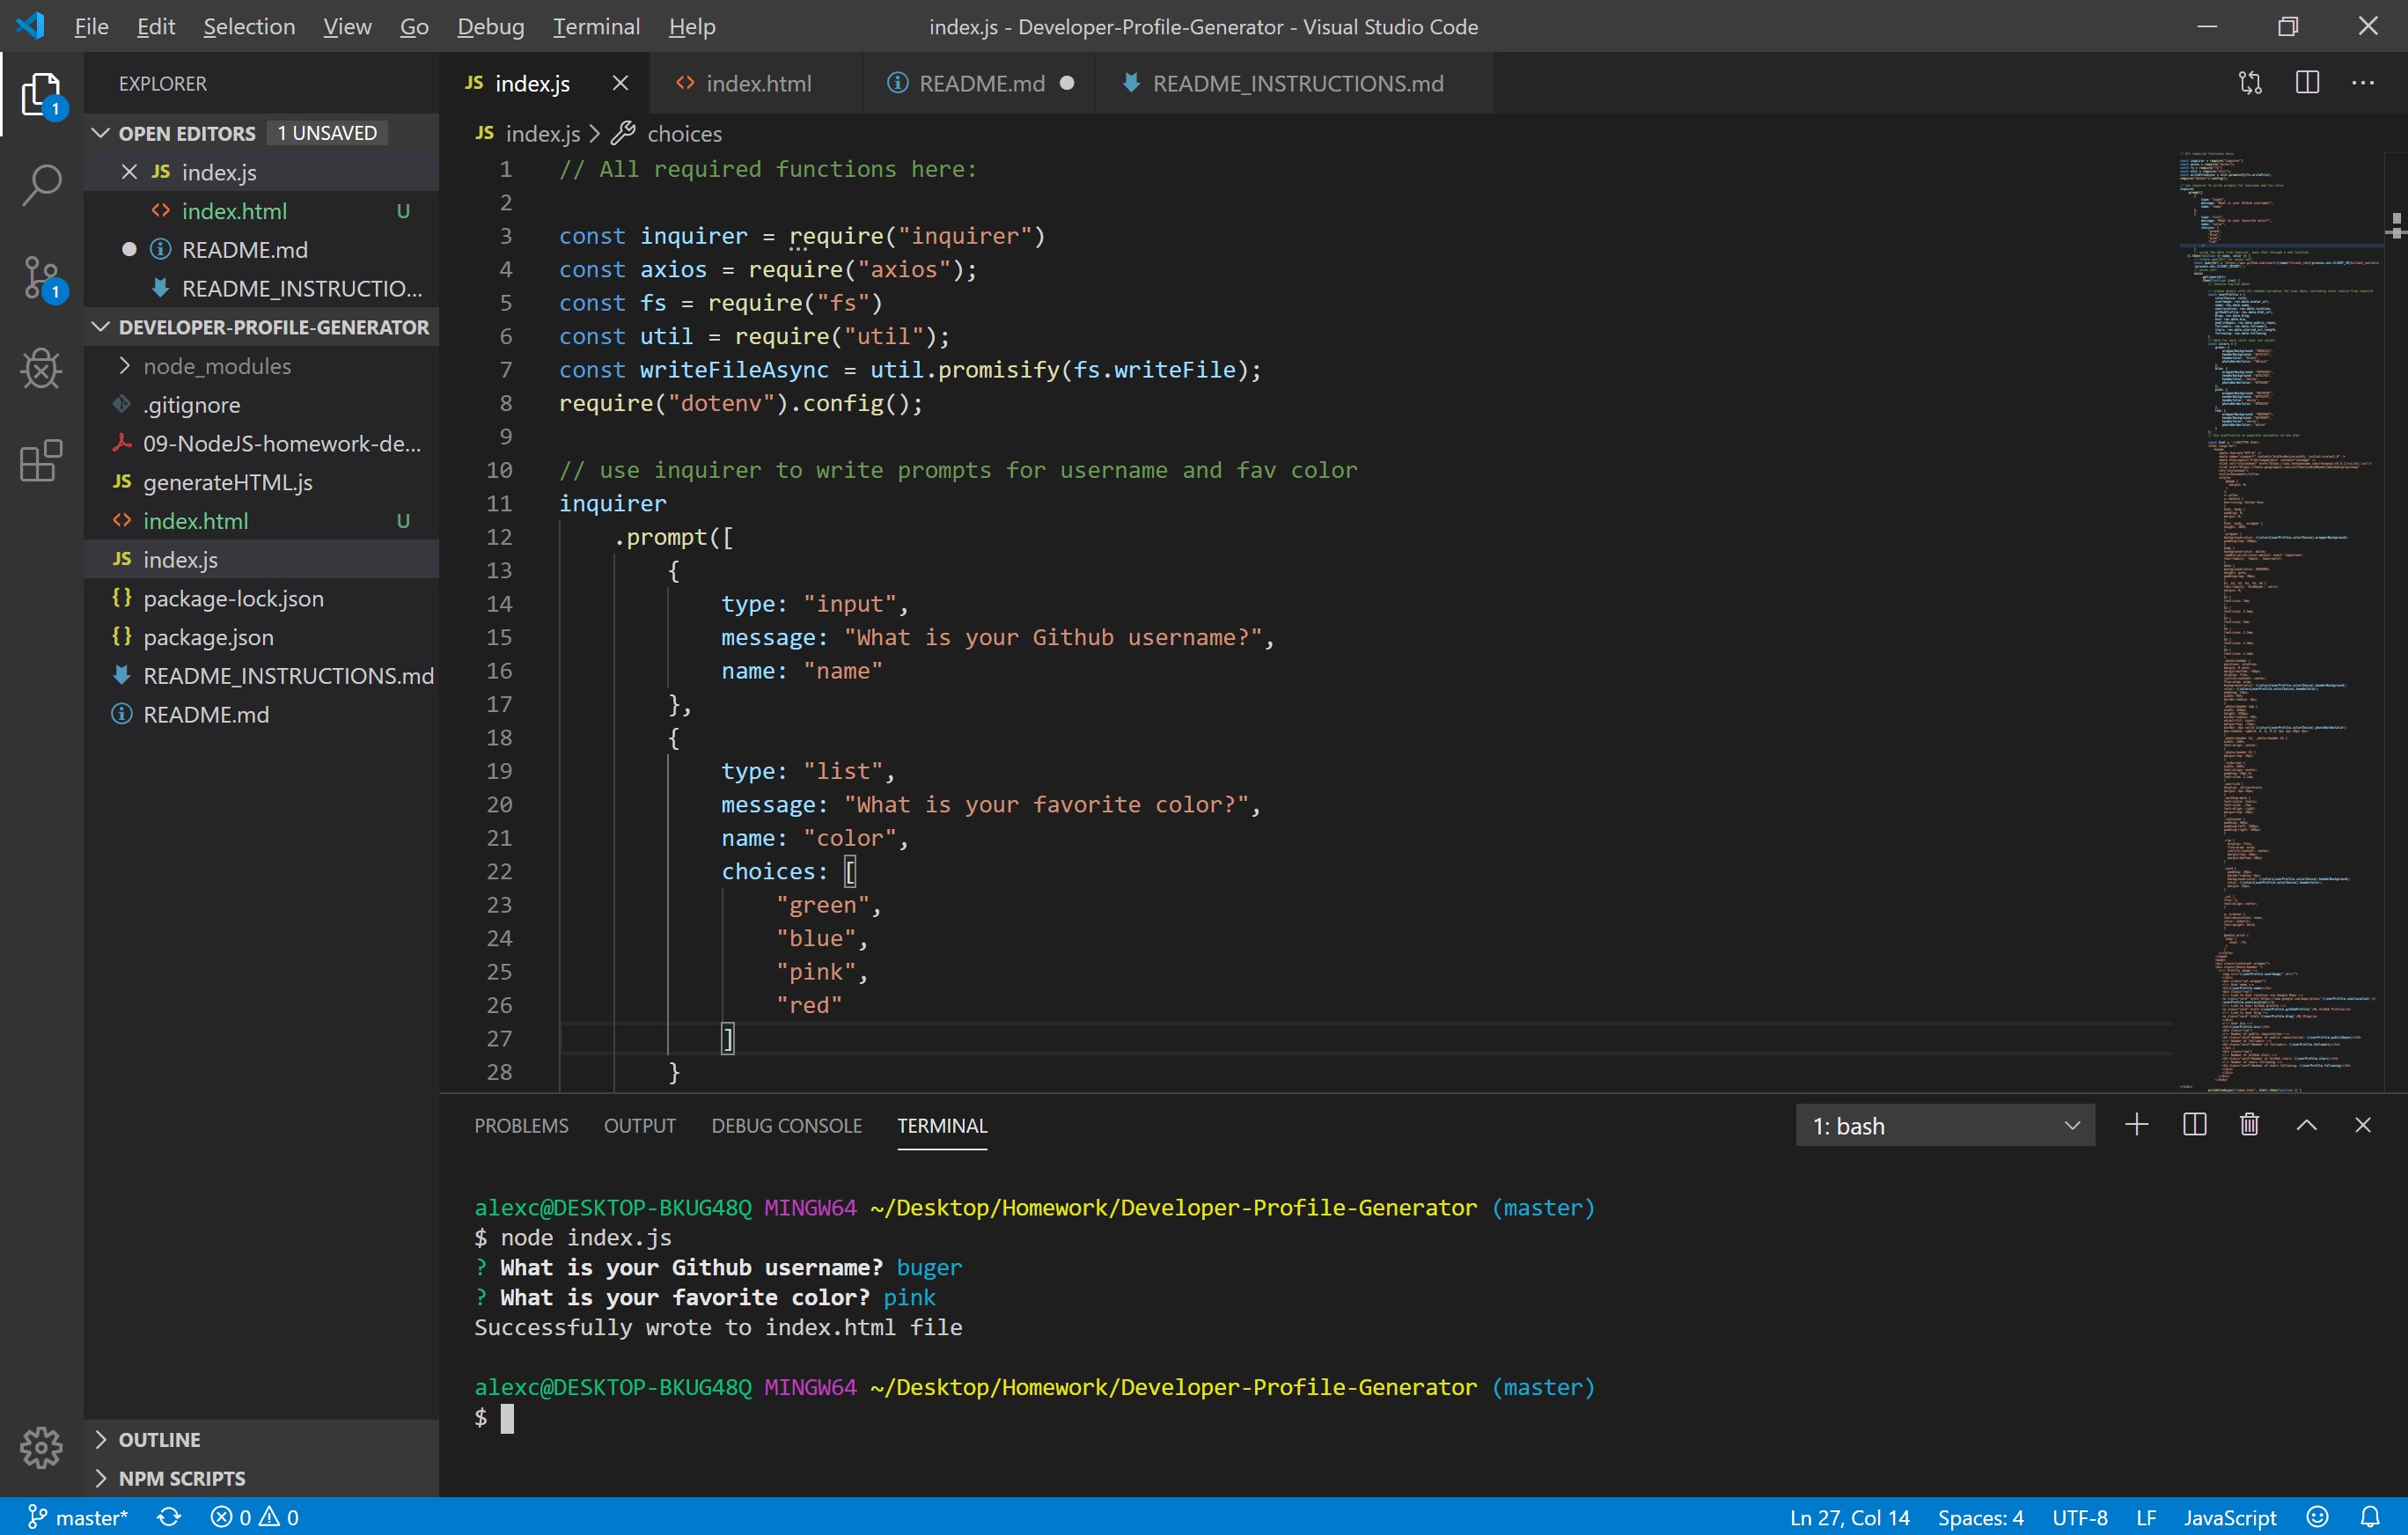 File Edit Selection View Go Debug Terminal Help
index.js - Developer-Profile-Generator - Visual Studio Code
EXPLORER
1
OPEN EDITORS 1 UNSAVED
JS index.js
index.html U
README.md
README_INSTRUCTIO...
1
DEVELOPER-PROFILE-GENERATOR
node_modules
.gitignore
09-NodeJS-homework-de...
JS generateHTML.js
index.html U
JS index.js
{} package-lock.json
{} package.json
README_INSTRUCTIONS.md
README.md
OUTLINE
NPM SCRIPTS
JS index.js
index.html
README.md
README_INSTRUCTIONS.md
JS index.js > choices
1 // All required functions here:
2
3 const inquirer = require("inquirer")
4 const axios = require("axios");
5 const fs = require("fs")
6 const util = require("util");
7 const writeFileAsync = util.promisify(fs.writeFile);
8 require("dotenv").config();
9
10 // use inquirer to write prompts for username and fav color
11 inquirer
12 .prompt([
13 {
14 type: "input",
15 message: "What is your Github username?",
16 name: "name"
17 },
18 {
19 type: "list",
20 message: "What is your favorite color?",
21 name: "color",
22 choices: [
23 "green",
24 "blue",
25 "pink",
26 "red"
27 ]
28 }
PROBLEMS OUTPUT DEBUG CONSOLE TERMINAL
1: bash
alexc@DESKTOP-BKUG48Q MINGW64 ~/Desktop/Homework/Developer-Profile-Generator (master)
$ node index.js
? What is your Github username? buger
? What is your favorite color? pink
Successfully wrote to index.html file
alexc@DESKTOP-BKUG48Q MINGW64 ~/Desktop/Homework/Developer-Profile-Generator (master)
$
master* 0 0
Ln 27, Col 14 Spaces: 4 UTF-8 LF JavaScript